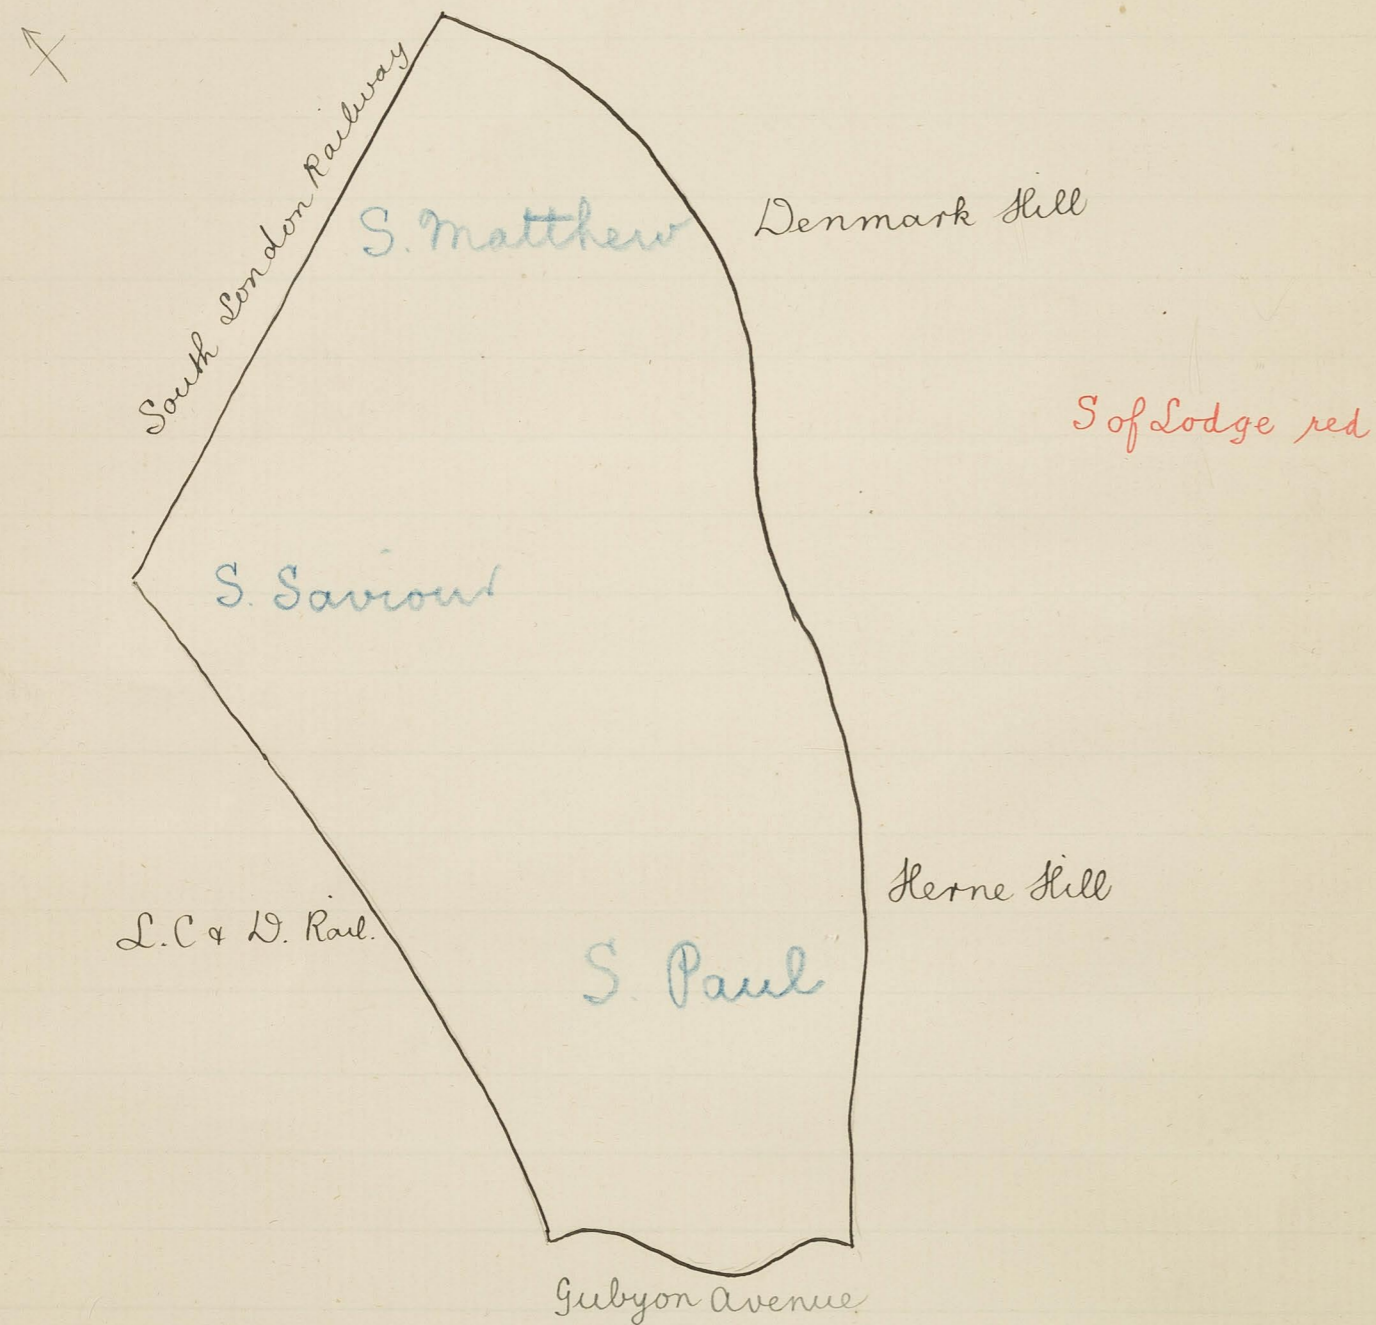 South London Railway
S. Matthew
Denmark Hill
S of Lodge red
S. Saviour
Herne Hill
L. C & D. Rail.
S. Paul
Gubyon Avenue